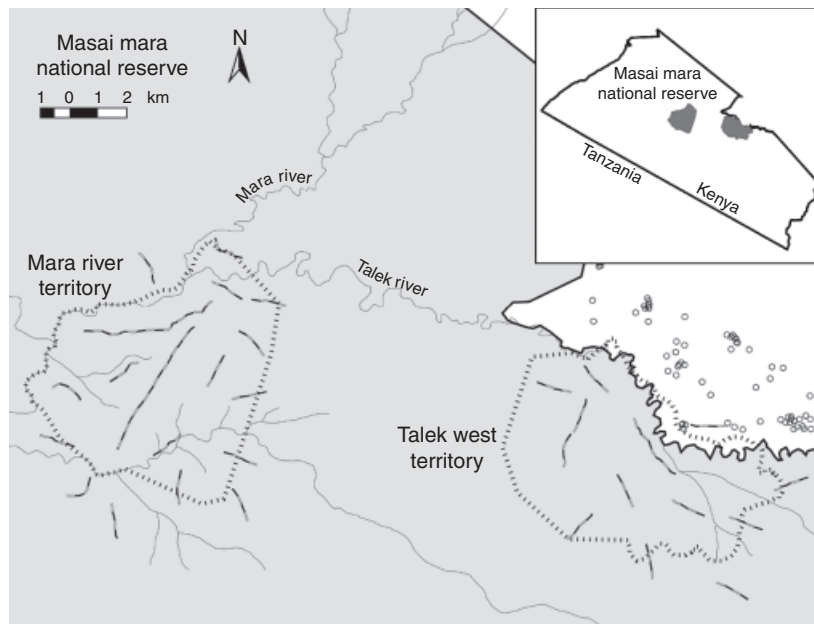 Masai mara
national reserve
N
1 0 1 2 km
Masai mara
national reserve
Tanzania
Kenya
Mara river
Mara river
territory
Talek river
Talek west
territory